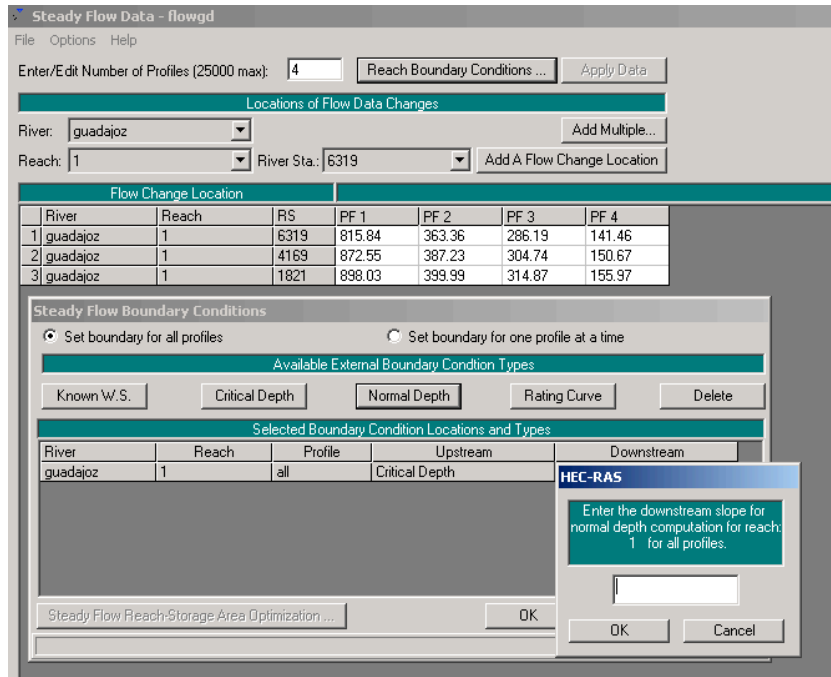 Steady Flow Data - flowgd
File Options Help
Enter/Edit Number of Profiles (25000 max): 4 Reach Boundary Conditions ... Apply Data
Locations of Flow Data Changes
River: guadajoz Add Multiple...
Reach: 1 River Sta.: 6319 Add A Flow Change Location
Flow Change Location
River Reach RS PF 1 PF 2 PF 3 PF 4
1 guadajoz 1 6319 815.84 363.36 286.19 141.46
2 guadajoz 1 4169 872.55 387.23 304.74 150.67
3 guadajoz 1 1821 898.03 399.99 314.87 155.97
Steady Flow Boundary Conditions
Set boundary for all profiles Set boundary for one profile at a time
Available External Boundary Condtion Types
Known W.S. Critical Depth Normal Depth Rating Curve Delete
Selected Boundary Condition Locations and Types
River Reach Profile Upstream Downstream
guadajoz 1 all Critical Depth
HEC-RAS
Enter the downstream slope for
normal depth computation for reach:
1 for all profiles.
OK Cancel
Steady Flow Reach-Storage Area Optimization ... OK